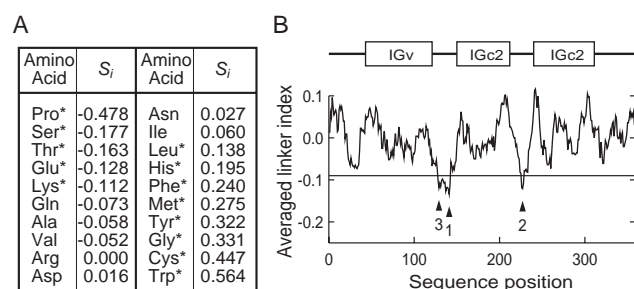 A
Amino Acid Si Amino Acid Si
Pro* -0.478 Asn 0.027
Ser* -0.177 Ile 0.060
Thr* -0.163 Leu* 0.138
Glu* -0.128 His* 0.195
Lys* -0.112 Phe* 0.240
Gln -0.073 Met* 0.275
Ala -0.058 Tyr* 0.322
Val -0.052 Gly* 0.331
Arg 0.000 Cys* 0.447
Asp 0.016 Trp* 0.564
B
IGv IGc2 IGc2
Averaged linker index
0.1
0.0
-0.1
-0.2
3 1 2
0 100 200 300
Sequence position